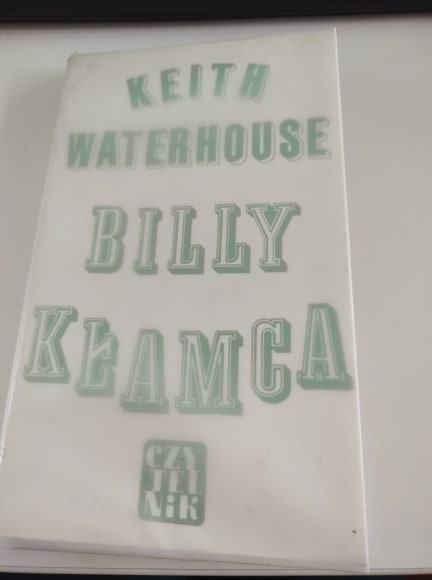 KEITH
WATERHOUSE
BILLY
KŁAMCA
CZY
TEL
NiK